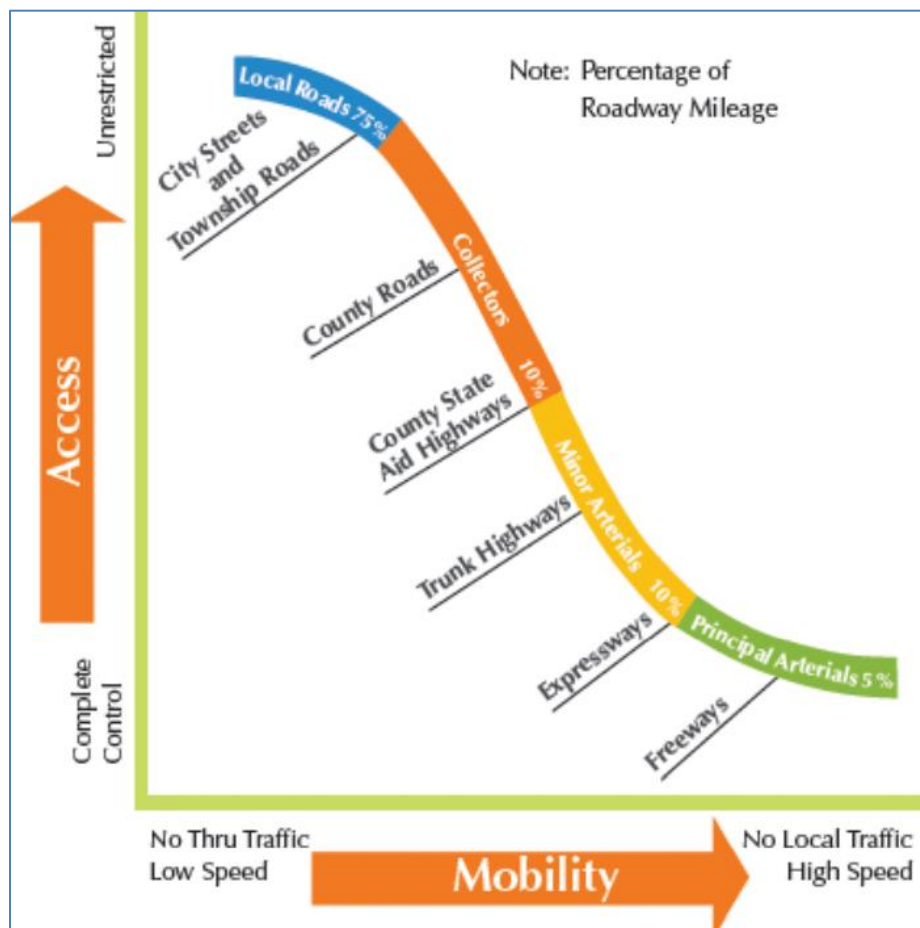 Unrestricted
Note: Percentage of
Roadway Mileage
Local Roads 75%
City Streets
and
Township Roads
Collectors 10%
County Roads
County State
Aid Highways
Minor Arterials 10%
Trunk Highways
Expressways
Principal Arterials 5%
Freeways
Access
Complete
Control
No Thru Traffic
Low Speed
Mobility
No Local Traffic
High Speed